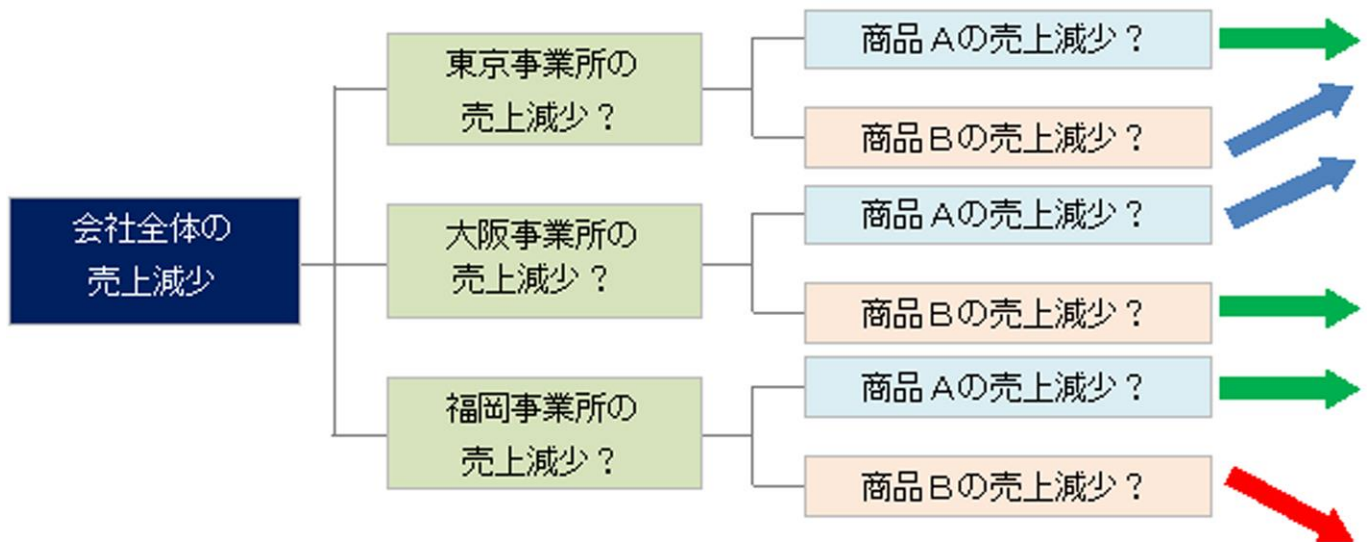 会社全体の
売上減少
東京事業所の
売上減少？
商品Ａの売上減少？
商品Ｂの売上減少？
大阪事業所の
売上減少？
商品Ａの売上減少？
商品Ｂの売上減少？
福岡事業所の
売上減少？
商品Ａの売上減少？
商品Ｂの売上減少？